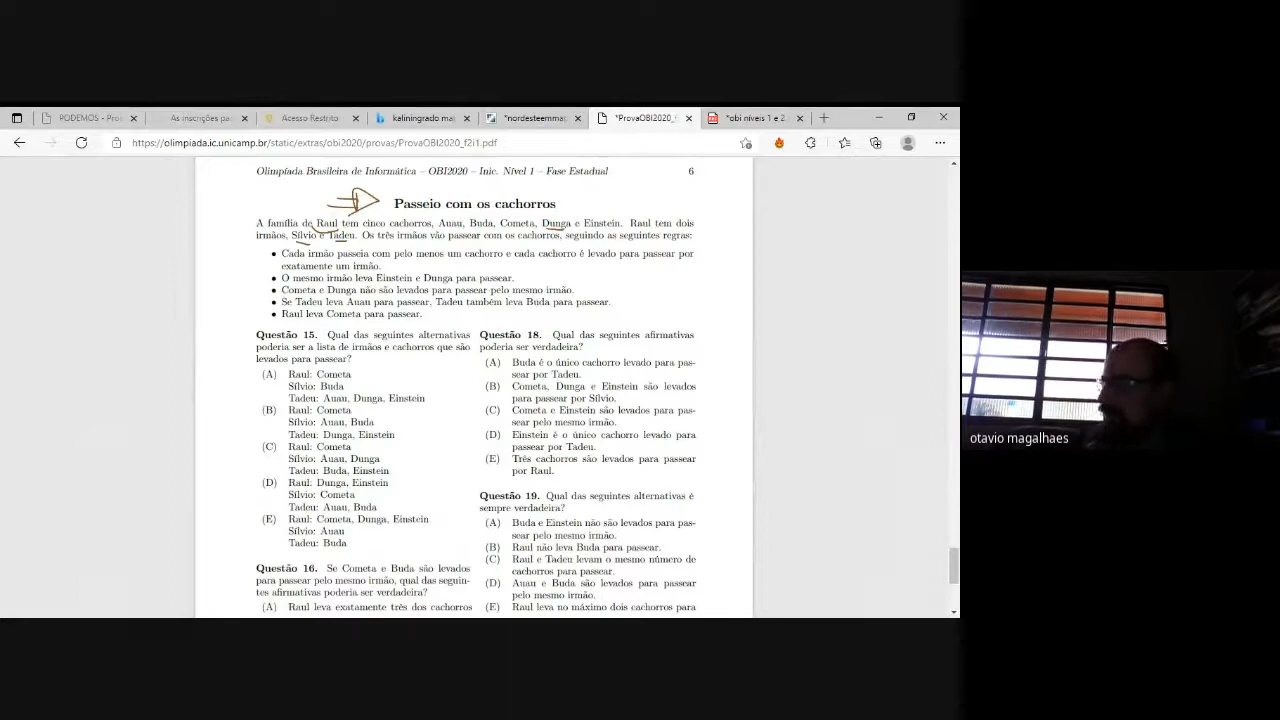 PODEMOS - Pro
As inscrições pa
Acesso Restrito
kaliningrado ma
*nordesteemma
*ProvaOBI2020_
*obi niveis 1 e 2
https://olimpiada.ic.unicamp.br/static/extras/obi2020/provas/ProvaOBI2020_f2i1.pdf
Olimpíada Brasileira de Informática – OBI2020 – Inic. Nível 1 – Fase Estadual 6
Passeio com os cachorros
A família de Raul tem cinco cachorros, Auau, Buda, Cometa, Dunga e Einstein. Raul tem dois
irmãos, Sílvio e Tadeu. Os três irmãos vão passear com os cachorros, seguindo as seguintes regras:
• Cada irmão passeia com pelo menos um cachorro e cada cachorro é levado para passear por
exatamente um irmão.
• O mesmo irmão leva Einstein e Dunga para passear.
• Cometa e Dunga não são levados para passear pelo mesmo irmão.
• Se Tadeu leva Auau para passear, Tadeu também leva Buda para passear.
• Raul leva Cometa para passear.
Questão 15. Qual das seguintes alternativas
poderia ser a lista de irmãos e cachorros que são
levados para passear?
(A) Raul: Cometa
Sílvio: Buda
Tadeu: Auau, Dunga, Einstein
(B) Raul: Cometa
Sílvio: Auau, Buda
Tadeu: Dunga, Einstein
(C) Raul: Cometa
Sílvio: Auau, Dunga
Tadeu: Buda, Einstein
(D) Raul: Dunga, Einstein
Sílvio: Cometa
Tadeu: Auau, Buda
(E) Raul: Cometa, Dunga, Einstein
Sílvio: Auau
Tadeu: Buda
Questão 16. Se Cometa e Buda são levados
para passear pelo mesmo irmão, qual das seguin-
tes afirmativas poderia ser verdadeira?
(A) Raul leva exatamente três dos cachorros
Questão 18. Qual das seguintes afirmativas
poderia ser verdadeira?
(A) Buda é o único cachorro levado para pas-
sear por Tadeu.
(B) Cometa, Dunga e Einstein são levados
para passear por Sílvio.
(C) Cometa e Einstein são levados para pas-
sear pelo mesmo irmão.
(D) Einstein é o único cachorro levado para
passear por Tadeu.
(E) Três cachorros são levados para passear
por Raul.
Questão 19. Qual das seguintes alternativas é
sempre verdadeira?
(A) Buda e Einstein não são levados para pas-
sear pelo mesmo irmão.
(B) Raul não leva Buda para passear.
(C) Raul e Tadeu levam o mesmo número de
cachorros para passear.
(D) Auau e Buda são levados para passear
pelo mesmo irmão.
(E) Raul leva no máximo dois cachorros para
otavio magalhaes